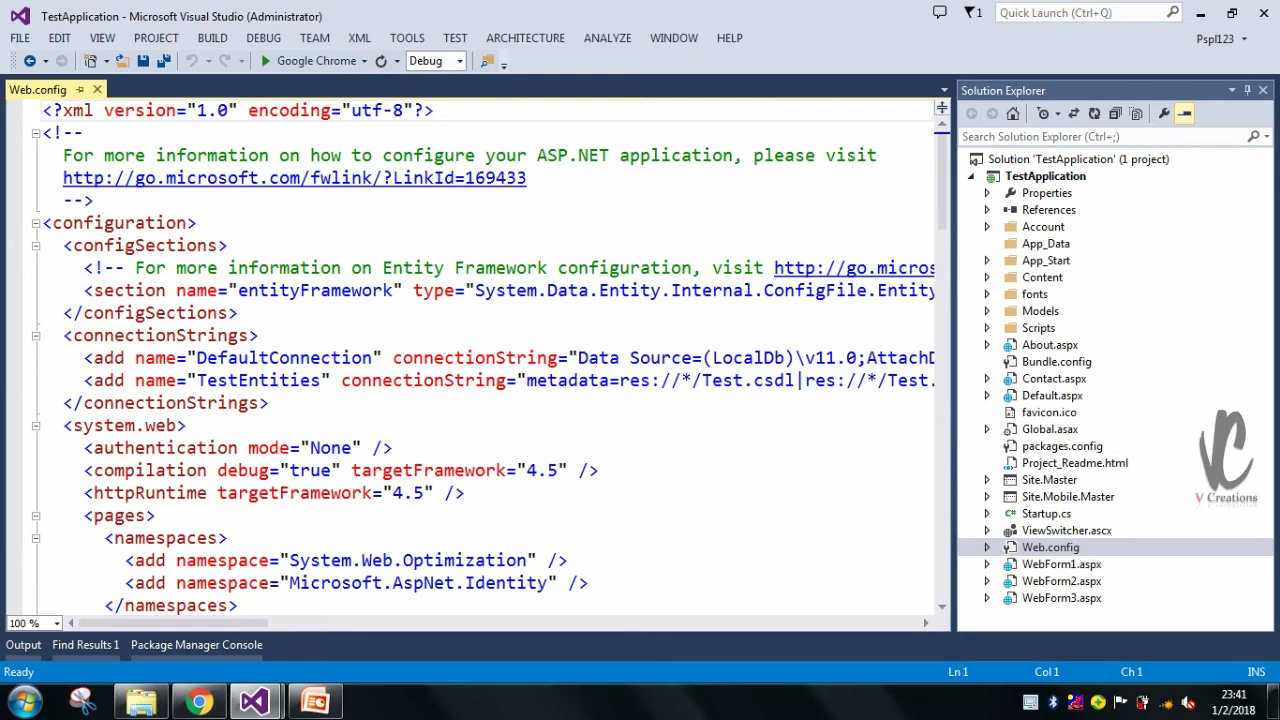 TestApplication - Microsoft Visual Studio (Administrator)
1
Quick Launch (Ctrl+Q)
FILE EDIT VIEW PROJECT BUILD DEBUG TEAM XML TOOLS TEST ARCHITECTURE ANALYZE WINDOW HELP
Pspl123
Google Chrome
Debug
Web.config
<?xml version="1.0" encoding="utf-8"?>
<!--
For more information on how to configure your ASP.NET application, please visit
http://go.microsoft.com/fwlink/?LinkId=169433
-->
<configuration>
<configSections>
<!-- For more information on Entity Framework configuration, visit http://go.micros
<section name="entityFramework" type="System.Data.Entity.Internal.ConfigFile.Entity
</configSections>
<connectionStrings>
<add name="DefaultConnection" connectionString="Data Source=(LocalDb)\v11.0;AttachD
<add name="TestEntities" connectionString="metadata=res://*/Test.csdl|res://*/Test.
</connectionStrings>
<system.web>
<authentication mode="None" />
<compilation debug="true" targetFramework="4.5" />
<httpRuntime targetFramework="4.5" />
<pages>
<namespaces>
<add namespace="System.Web.Optimization" />
<add namespace="Microsoft.AspNet.Identity" />
</namespaces>
100 %
Solution Explorer
Search Solution Explorer (Ctrl+;)
Solution 'TestApplication' (1 project)
TestApplication
Properties
References
Account
App_Data
App_Start
Content
fonts
Models
Scripts
About.aspx
Bundle.config
Contact.aspx
Default.aspx
favicon.ico
Global.asax
packages.config
Project_Readme.html
Site.Master
Site.Mobile.Master
Startup.cs
ViewSwitcher.ascx
Web.config
WebForm1.aspx
WebForm2.aspx
WebForm3.aspx
V Creations
Output Find Results 1 Package Manager Console
Ready Ln 1 Col 1 Ch 1 INS
23:41
1/2/2018